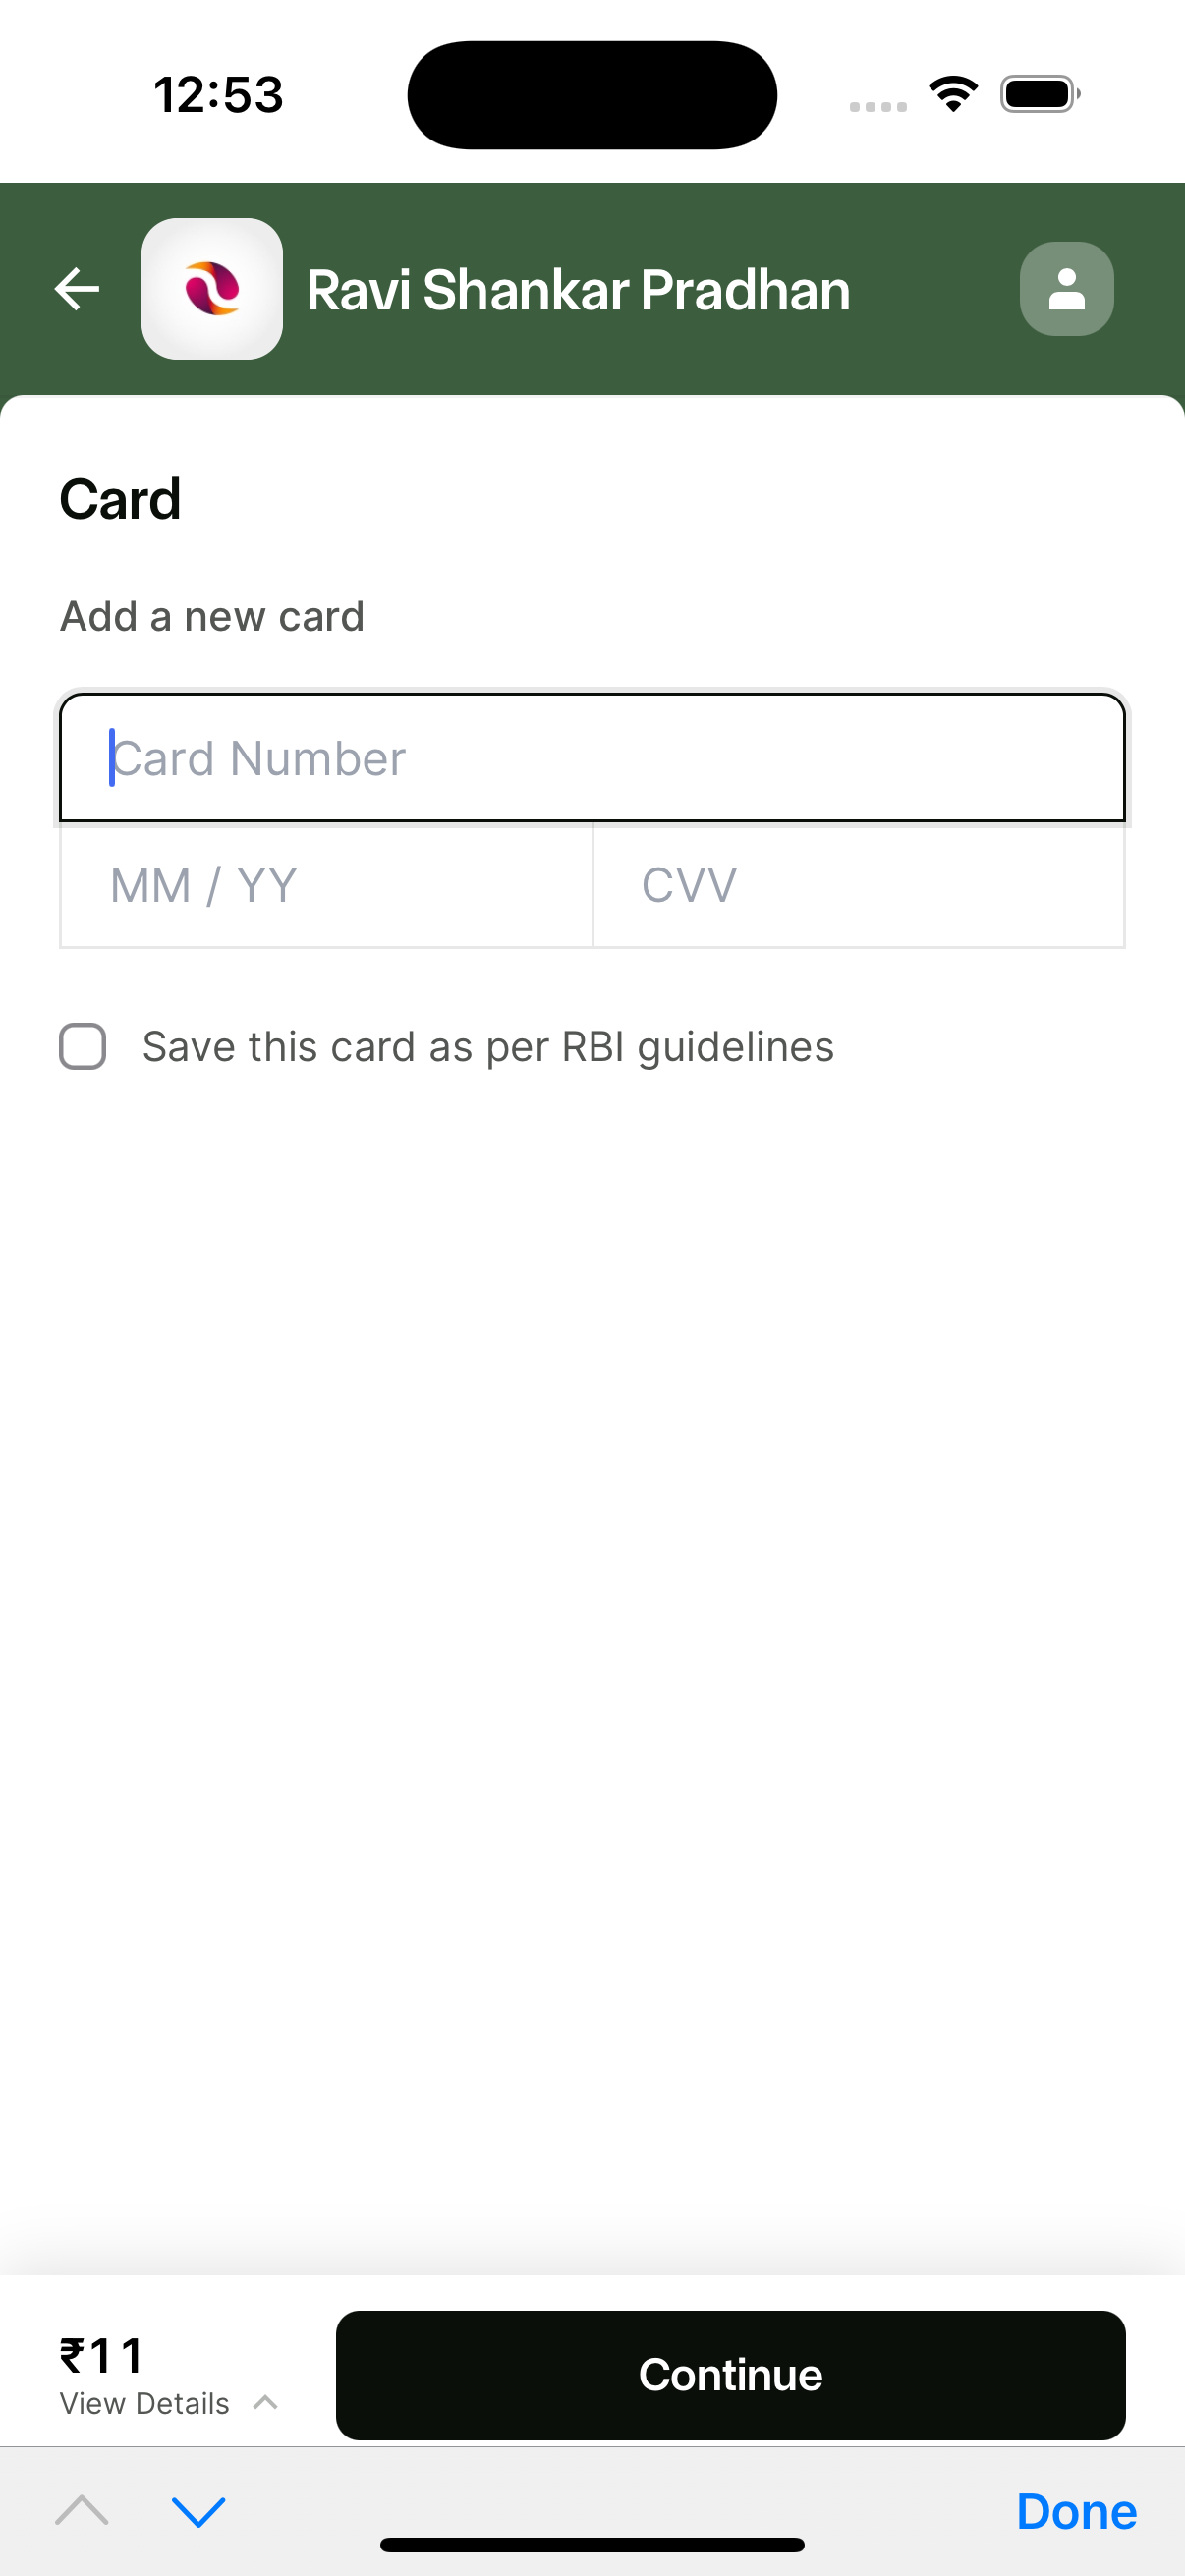 12:53
Ravi Shankar Pradhan
Card
Add a new card
Card Number
MM / YY
CVV
Save this card as per RBI guidelines
₹11
View Details
Continue
Done